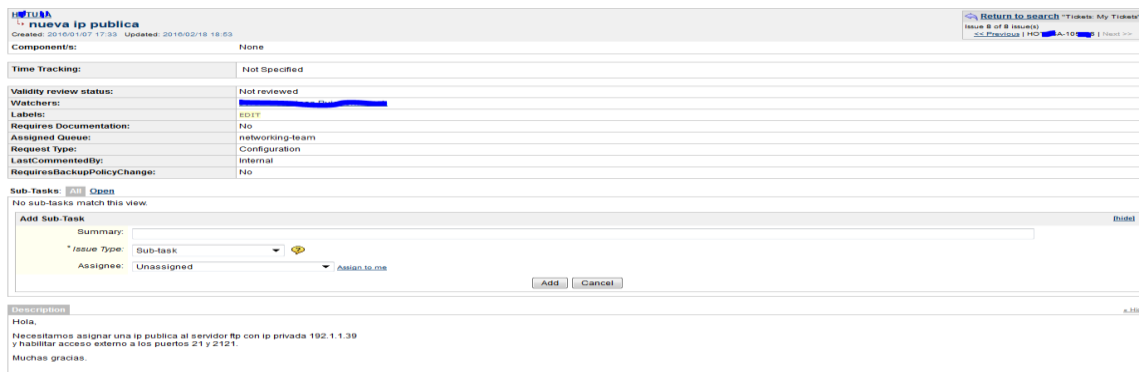 nueva ip publica
Created: 2016/01/07 17:33 Updated: 2016/02/18 18:53
Return to search "Tickets: My Tickets"
Issue 8 of 8 issue(s)
<< Previous | HO A-10 8 | Next >>
Component/s: None
Time Tracking: Not Specified
Validity review status: Not reviewed
Watchers:
Labels: EDIT
Requires Documentation: No
Assigned Queue: networking-team
Request Type: Configuration
LastCommentedBy: Internal
RequiresBackupPolicyChange: No
Sub-Tasks: All Open
No sub-tasks match this view.
Add Sub-Task [hide]
Summary:
* Issue Type: Sub-task
Assignee: Unassigned Assign to me
Add Cancel
Description
Hola,
Necesitamos asignar una ip publica al servidor ftp con ip privada 192.1.1.39
y habilitar acceso externo a los puertos 21 y 2121.
Muchas gracias.